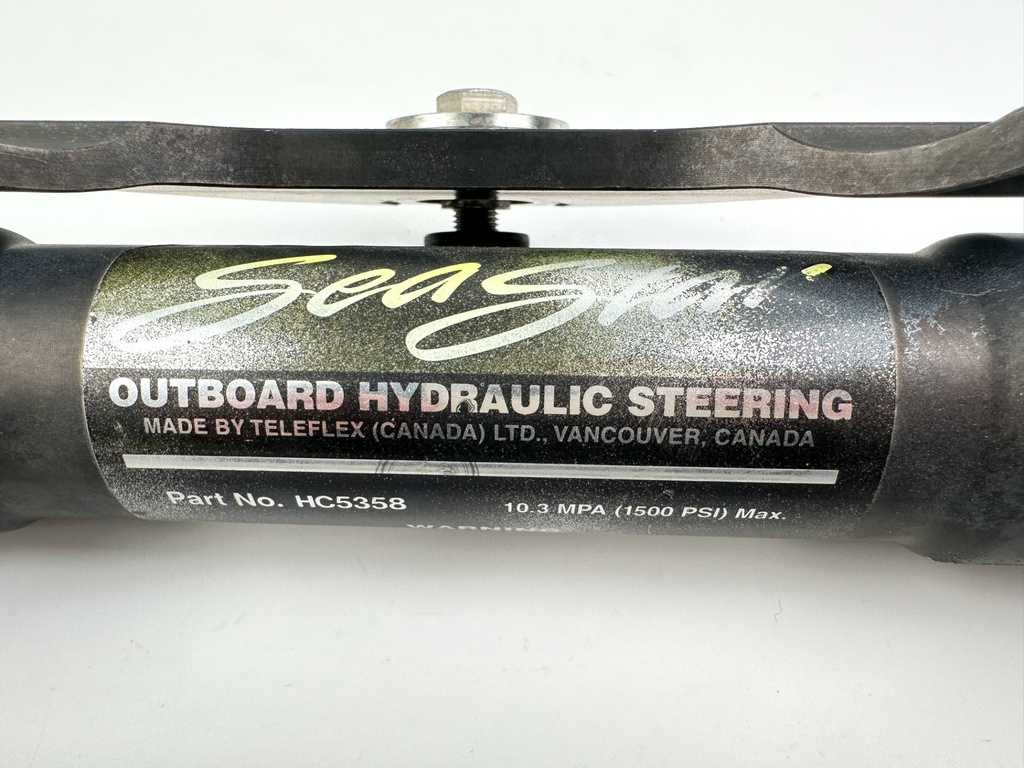 SeaStar
OUTBOARD HYDRAULIC STEERING
MADE BY TELEFLEX (CANADA) LTD., VANCOUVER, CANADA
Part No. HC5358
10.3 MPA (1500 PSI) Max.
WARNING